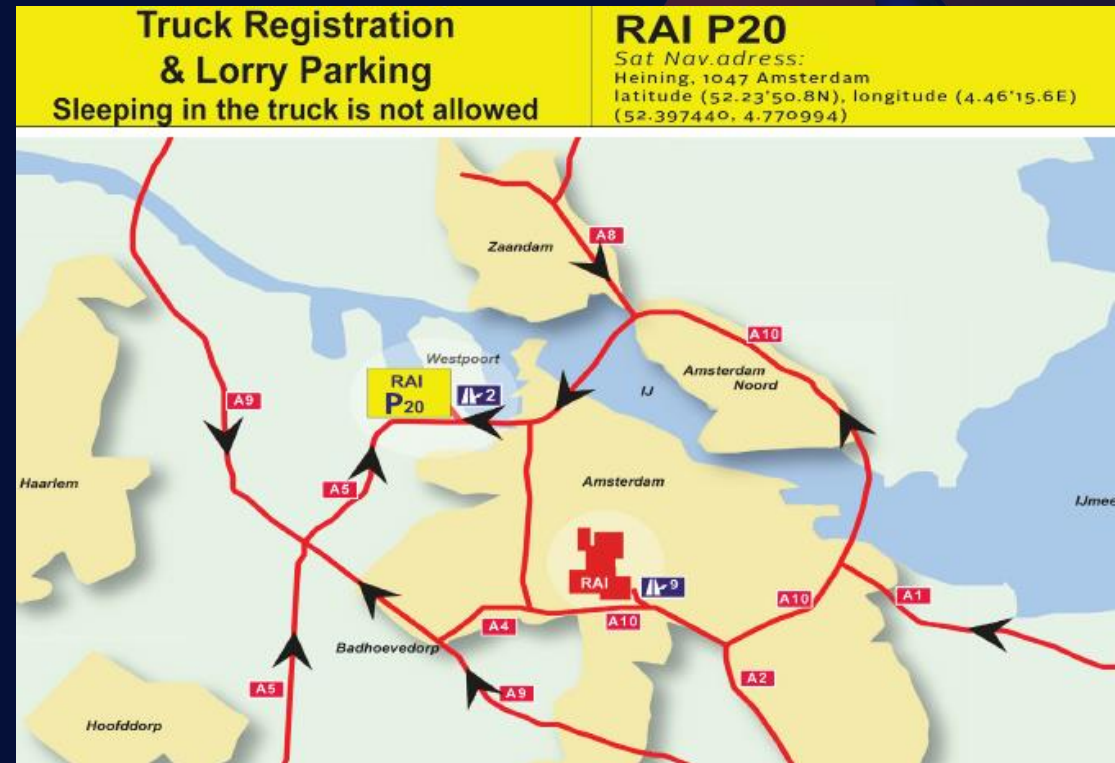 Truck Registration
& Lorry Parking
Sleeping in the truck is not allowed
RAI P20
Sat Nav.adress:
Heining, 1047 Amsterdam
latitude (52.23'50.8N), longitude (4.46'15.6E)
(52.397440, 4.770994)
A8
Zaandam
A10
Westpoort
Amsterdam
Noord
RAI
P20
2
IJ
A9
Haarlem
A5
Amsterdam
IJmee
RAI
9
A10
A1
A4
A10
Badhoevedorp
A2
A5
A9
Hoofddorp